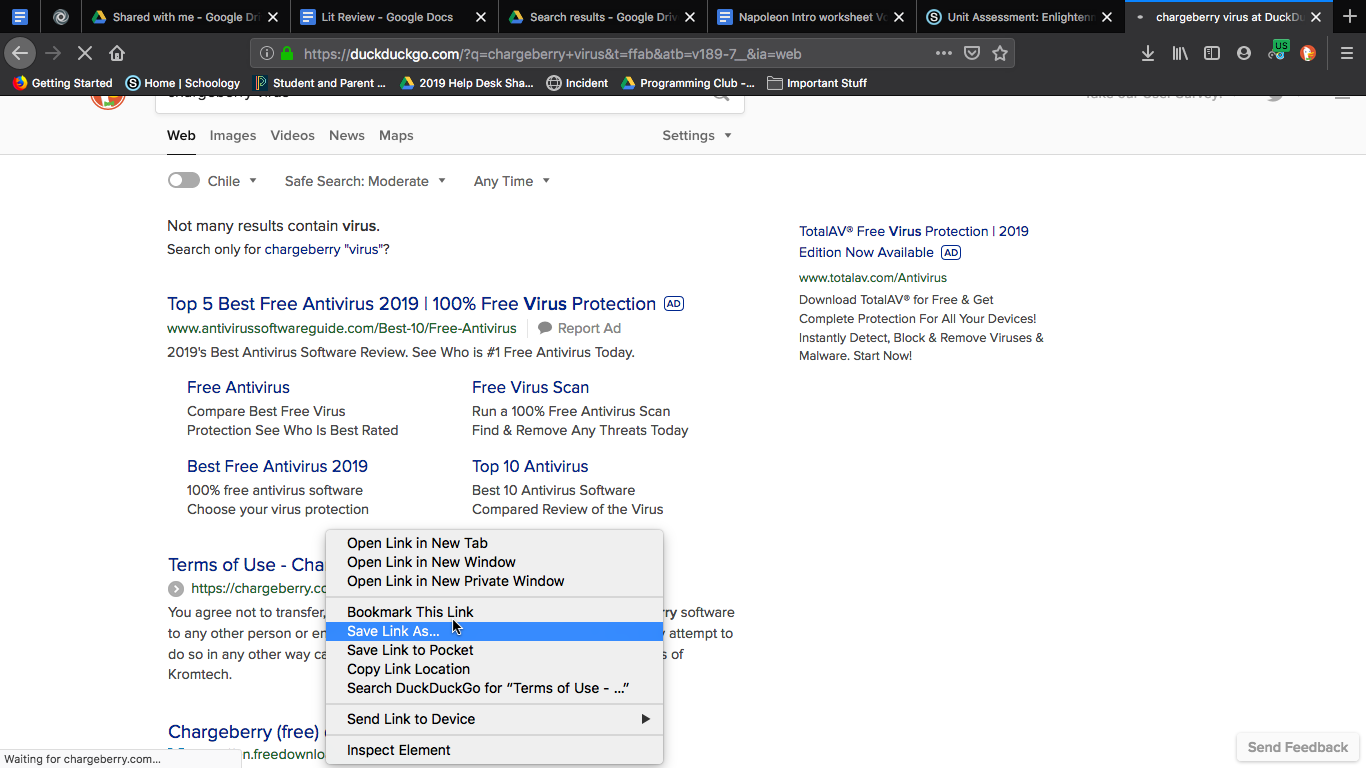 Shared with me - Google Dri
Lit Review - Google Docs
Search results - Google Driv
Napoleon Intro worksheet Vo
Unit Assessment: Enlightenm
chargeberry virus at DuckDu
https://duckduckgo.com/?q=chargeberry+virus&t=ffab&atb=v189-7__&ia=web
US
Getting Started
Home | Schoology
Student and Parent ...
2019 Help Desk Sha...
Incident
Programming Club -...
Important Stuff
chargeberry virus
Take our User Survey!
Web Images Videos News Maps Settings
Chile Safe Search: Moderate Any Time
Not many results contain virus.
Search only for chargeberry "virus"?
Top 5 Best Free Antivirus 2019 | 100% Free Virus Protection AD
www.antivirussoftwareguide.com/Best-10/Free-Antivirus Report Ad
2019's Best Antivirus Software Review. See Who is #1 Free Antivirus Today.
Free Antivirus
Compare Best Free Virus
Protection See Who Is Best Rated
Free Virus Scan
Run a 100% Free Antivirus Scan
Find & Remove Any Threats Today
Best Free Antivirus 2019
100% free antivirus software
Choose your virus protection
Top 10 Antivirus
Best 10 Antivirus Software
Compared Review of the Virus
TotalAV® Free Virus Protection | 2019
Edition Now Available AD
www.totalav.com/Antivirus
Download TotalAV® for Free & Get
Complete Protection For All Your Devices!
Instantly Detect, Block & Remove Viruses &
Malware. Start Now!
Terms of Use - Cha
https://chargeberry.co
You agree not to transfer, rry software
to any other person or en attempt to
do so in any other way ca s of
Kromtech.
Chargeberry (free)
n.freedownlo
Open Link in New Tab
Open Link in New Window
Open Link in New Private Window
Bookmark This Link
Save Link As...
Save Link to Pocket
Copy Link Location
Search DuckDuckGo for “Terms of Use - ...”
Send Link to Device
Inspect Element
Waiting for chargeberry.com...
Send Feedback